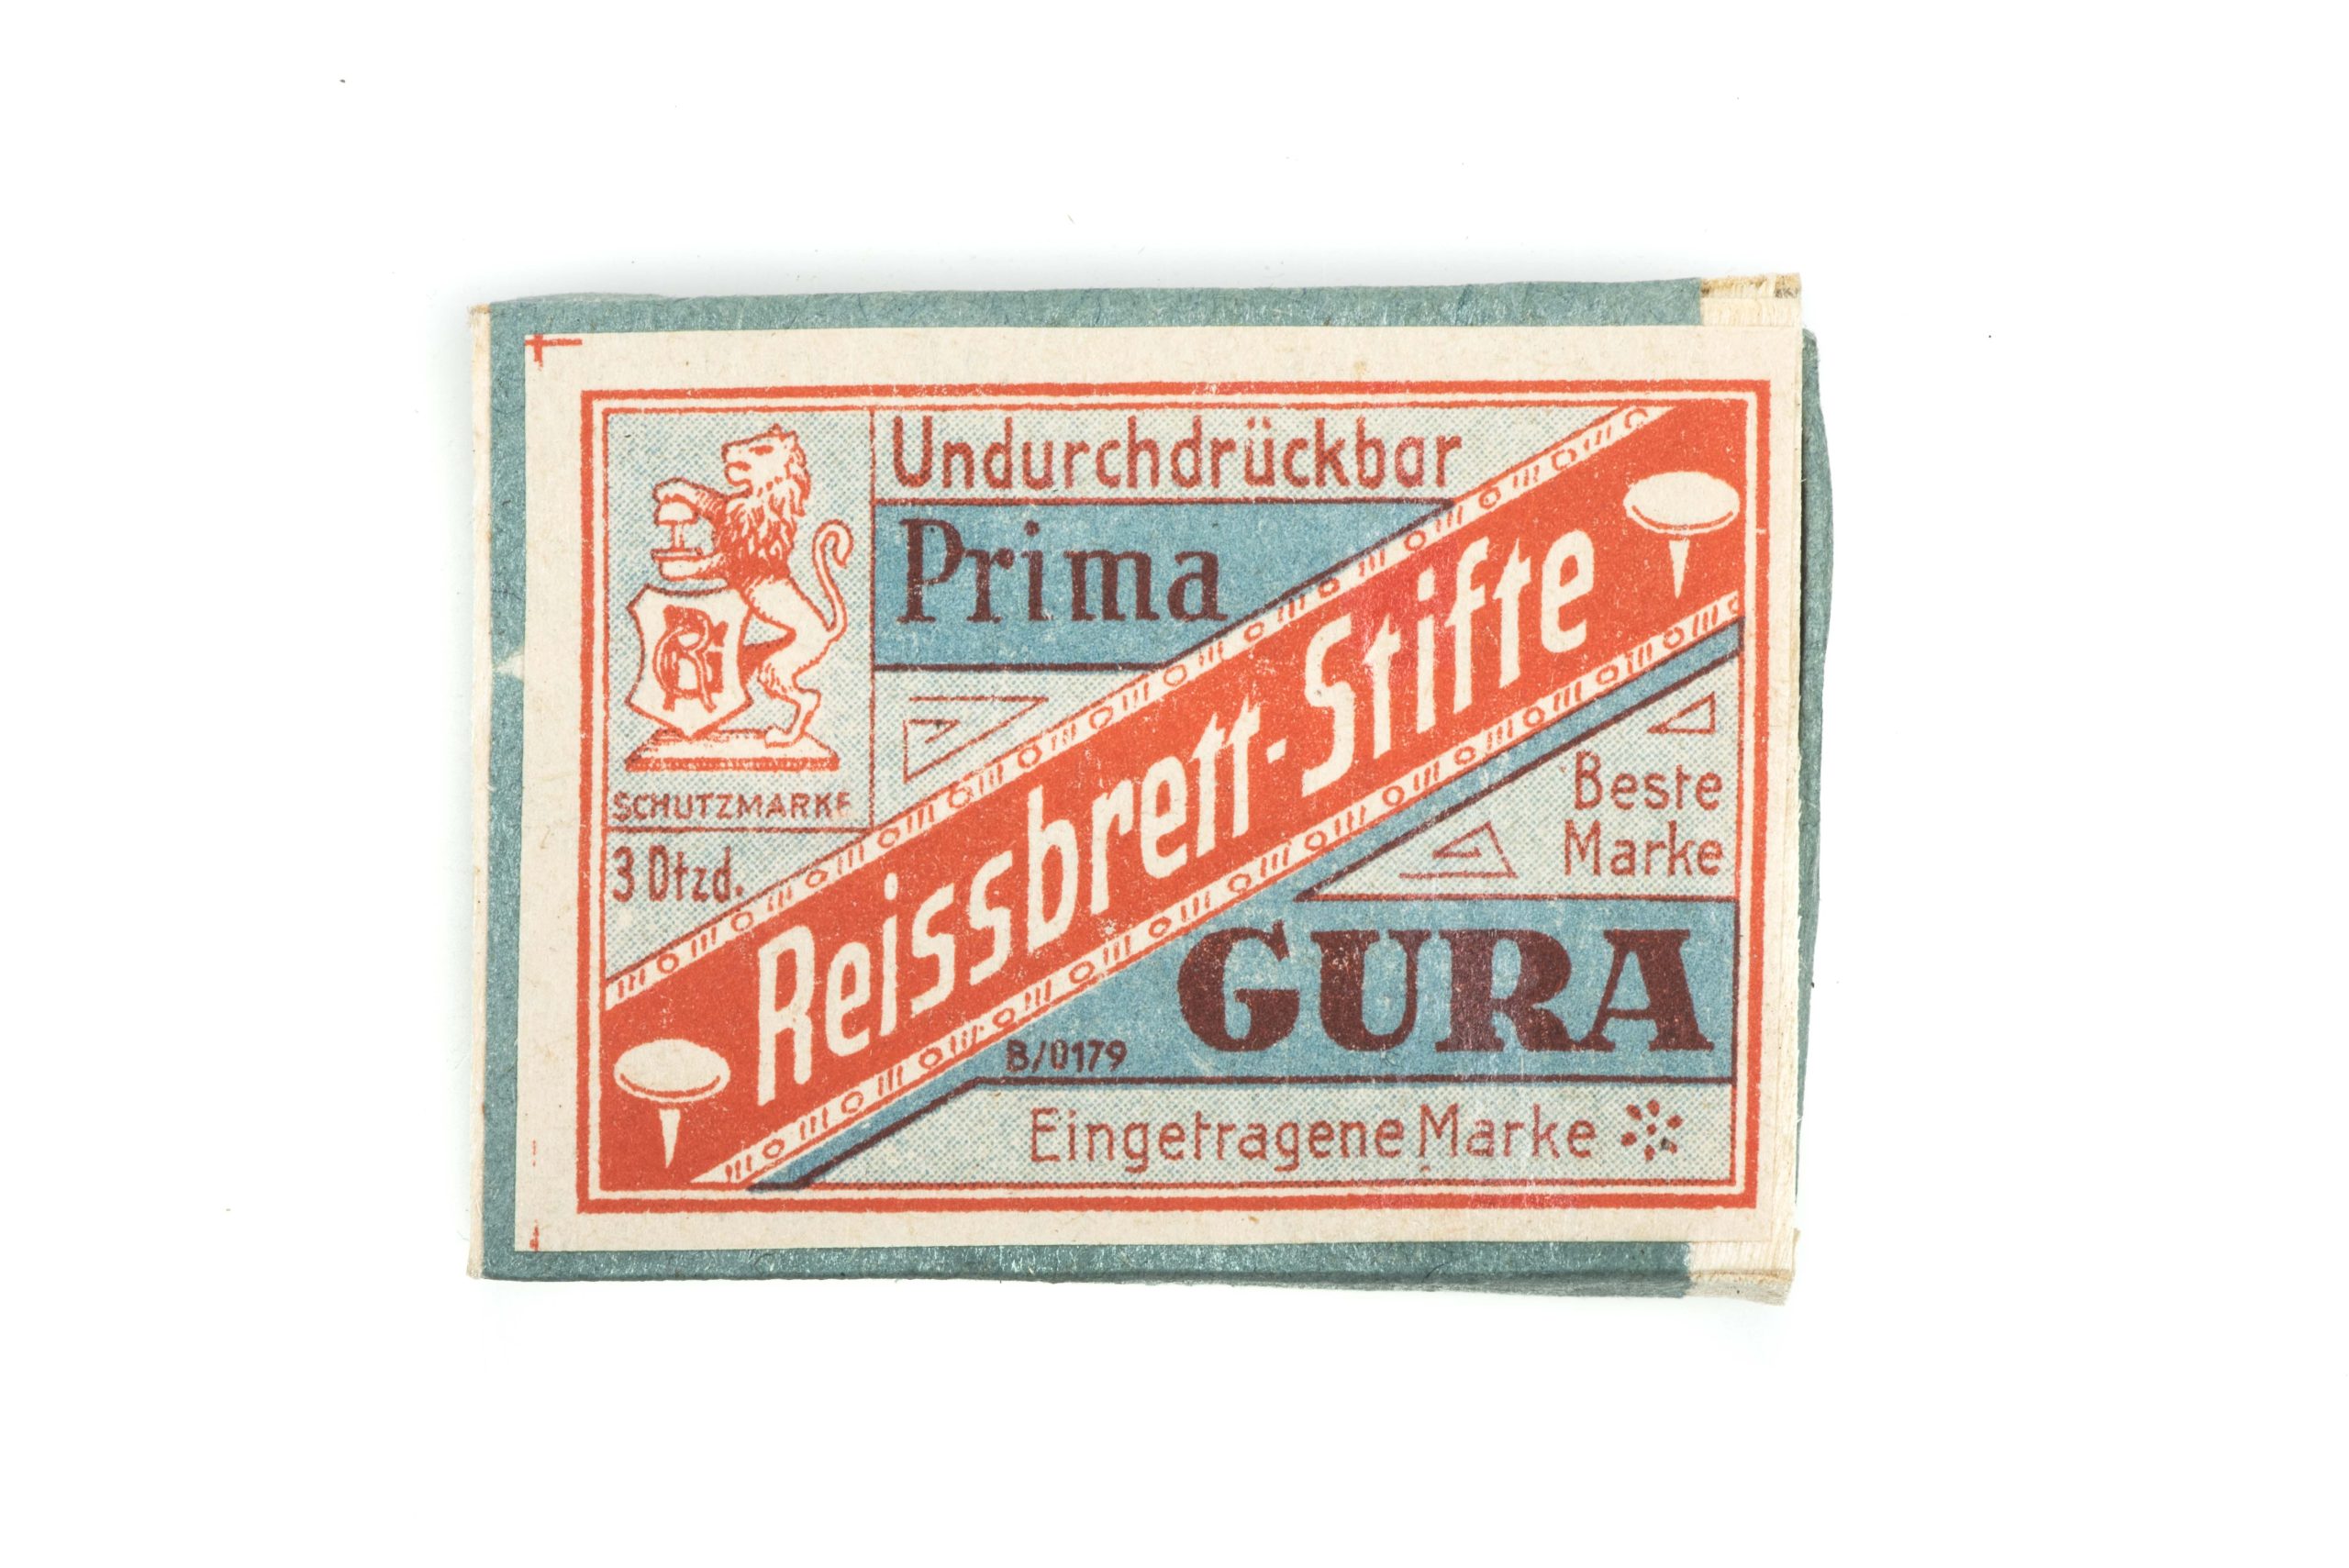 Undurchdrückbar
Prima
SCHUTZMARKE
3 Dtzd.
Reissbrett-Stifte
Beste
Marke
GURA
B/0179
Eingetragene Marke